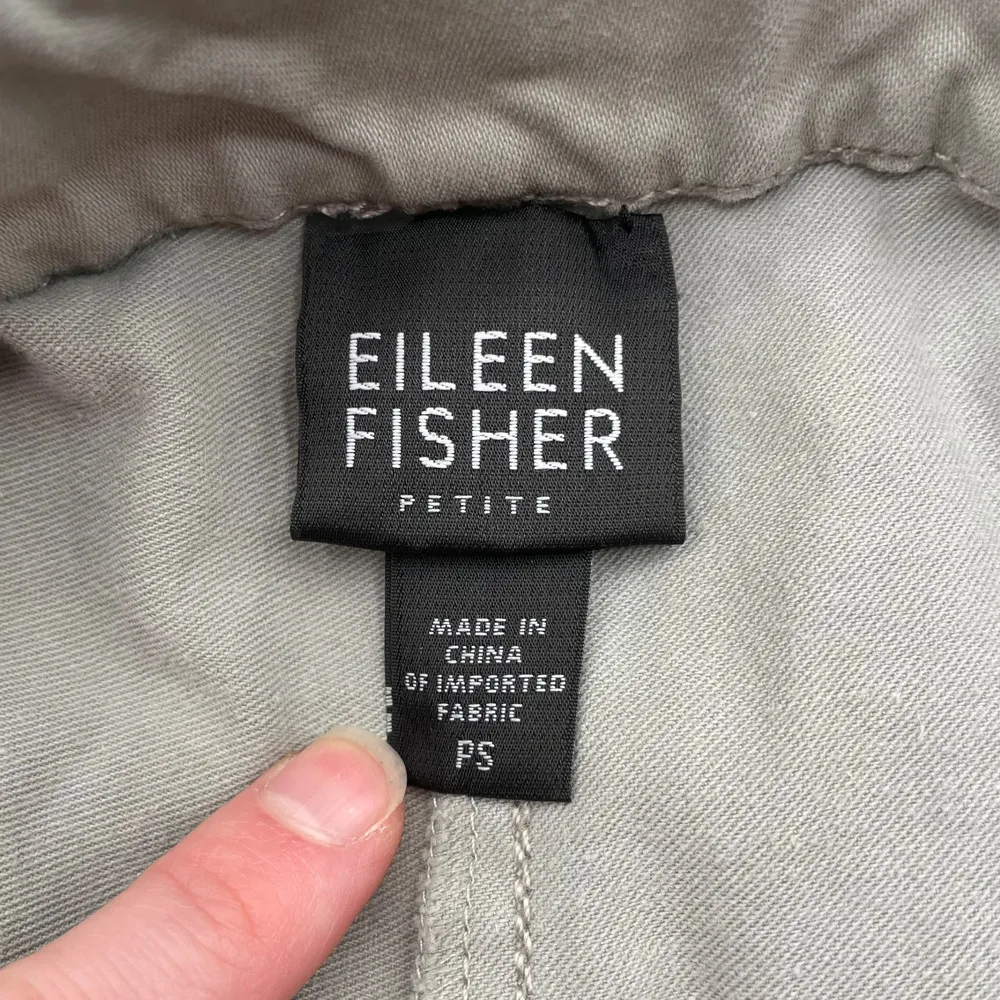 EILEEN
FISHER
PETITE
MADE IN
CHINA
OF IMPORTED
FABRIC
PS